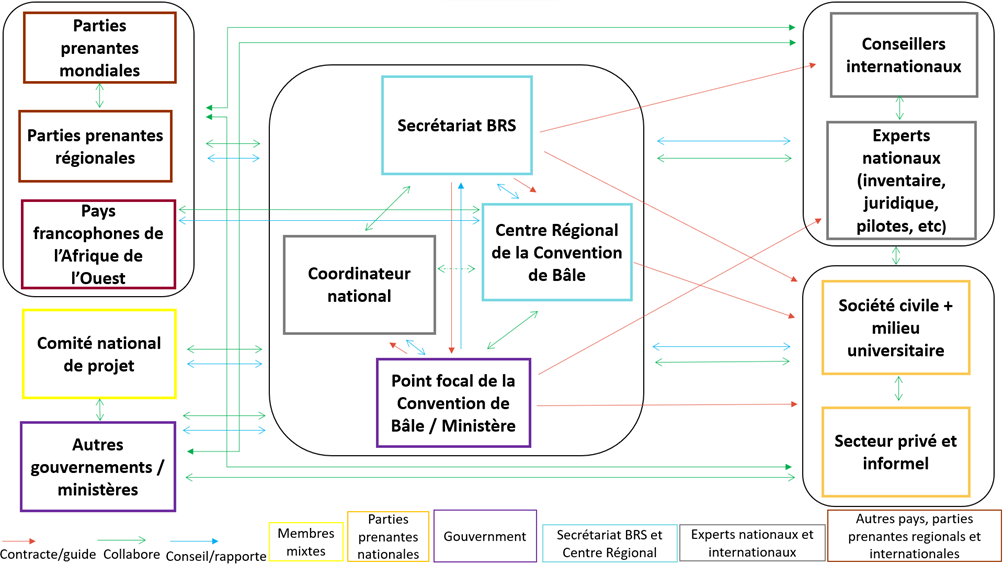 Parties
prenantes
mondiales
Parties prenantes
régionales
Pays
francophones de
l'Afrique de
l'Ouest
Comité national
de projet
Autres
gouvernements /
ministères
Secrétariat BRS
Centre Régional
de la Convention
de Bâle
Coordinateur
national
Point focal de la
Convention de
Bâle / Ministère
Conseillers
internationaux
Experts
nationaux
(inventaire,
juridique,
pilotes, etc)
Société civile +
milieu
universitaire
Secteur privé et
informel
Contracte/guide
Collabore
Conseil/rapporte
Membres
mixtes
Parties
prenantes
nationales
Gouvernment
Secrétariat BRS et
Centre Régional
Experts nationaux et
internationaux
Autres pays, parties
prenantes regionals et
internationales